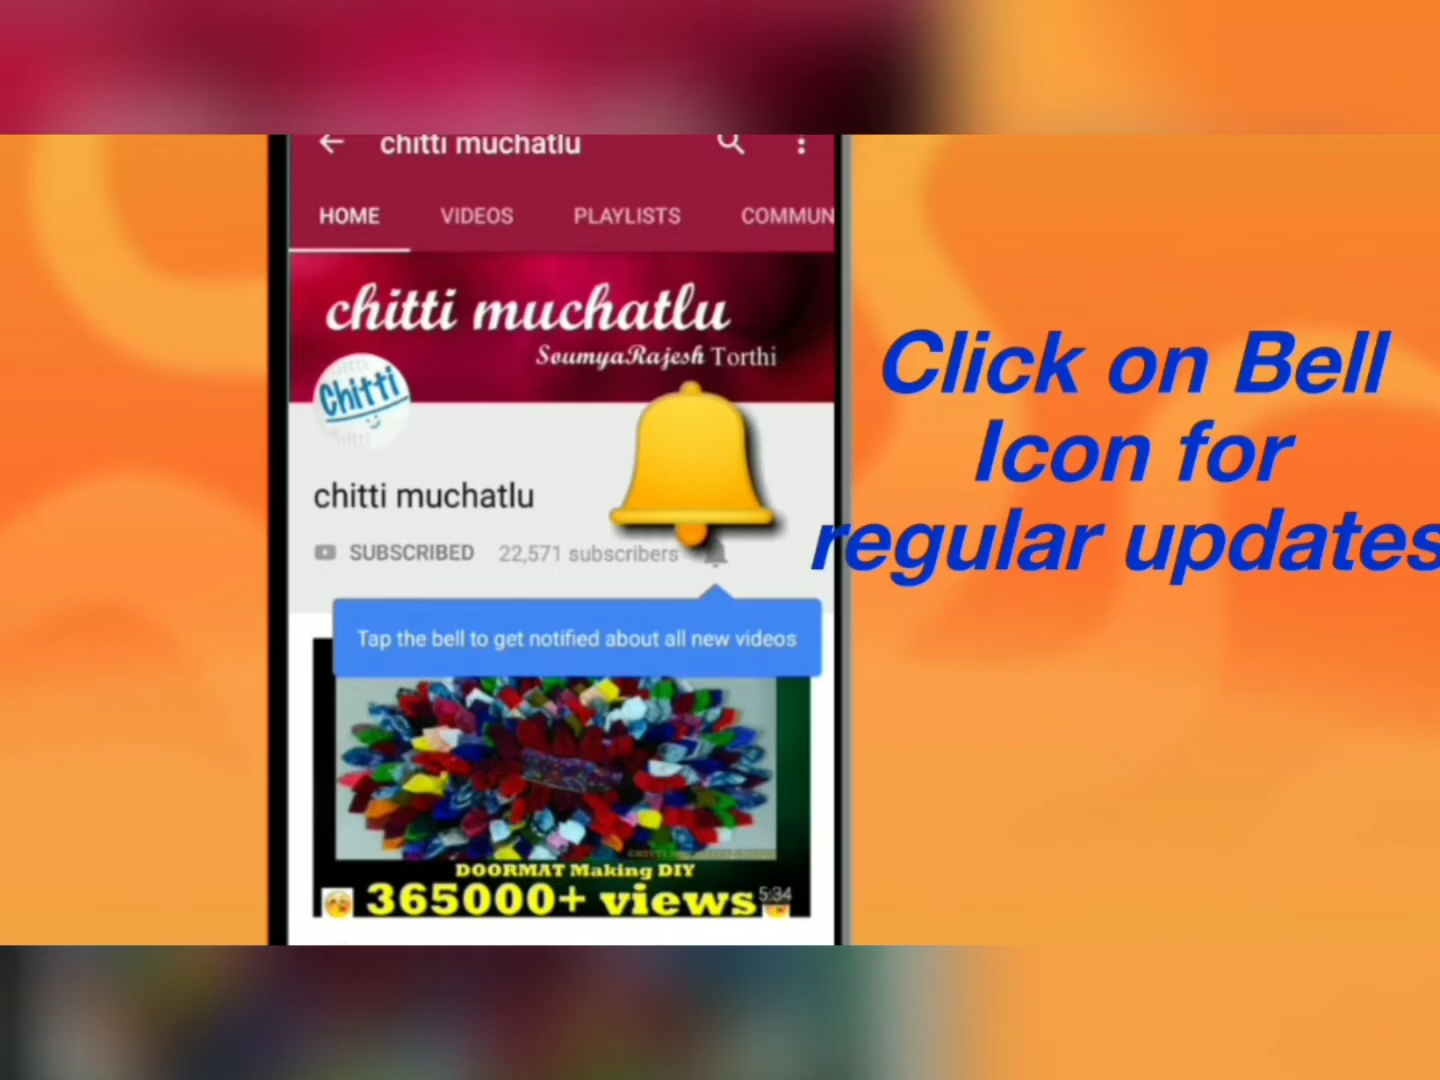 chitti muchatlu
HOME VIDEOS PLAYLISTS COMMUN
chitti muchatlu
SoumyaRajesh Torthi
Chitti
chitti muchatlu
SUBSCRIBED 22,571 subscribers
Tap the bell to get notified about all new videos
DOORMAT Making DIY
365000+ views
5:34
Click on Bell
Icon for
regular updates